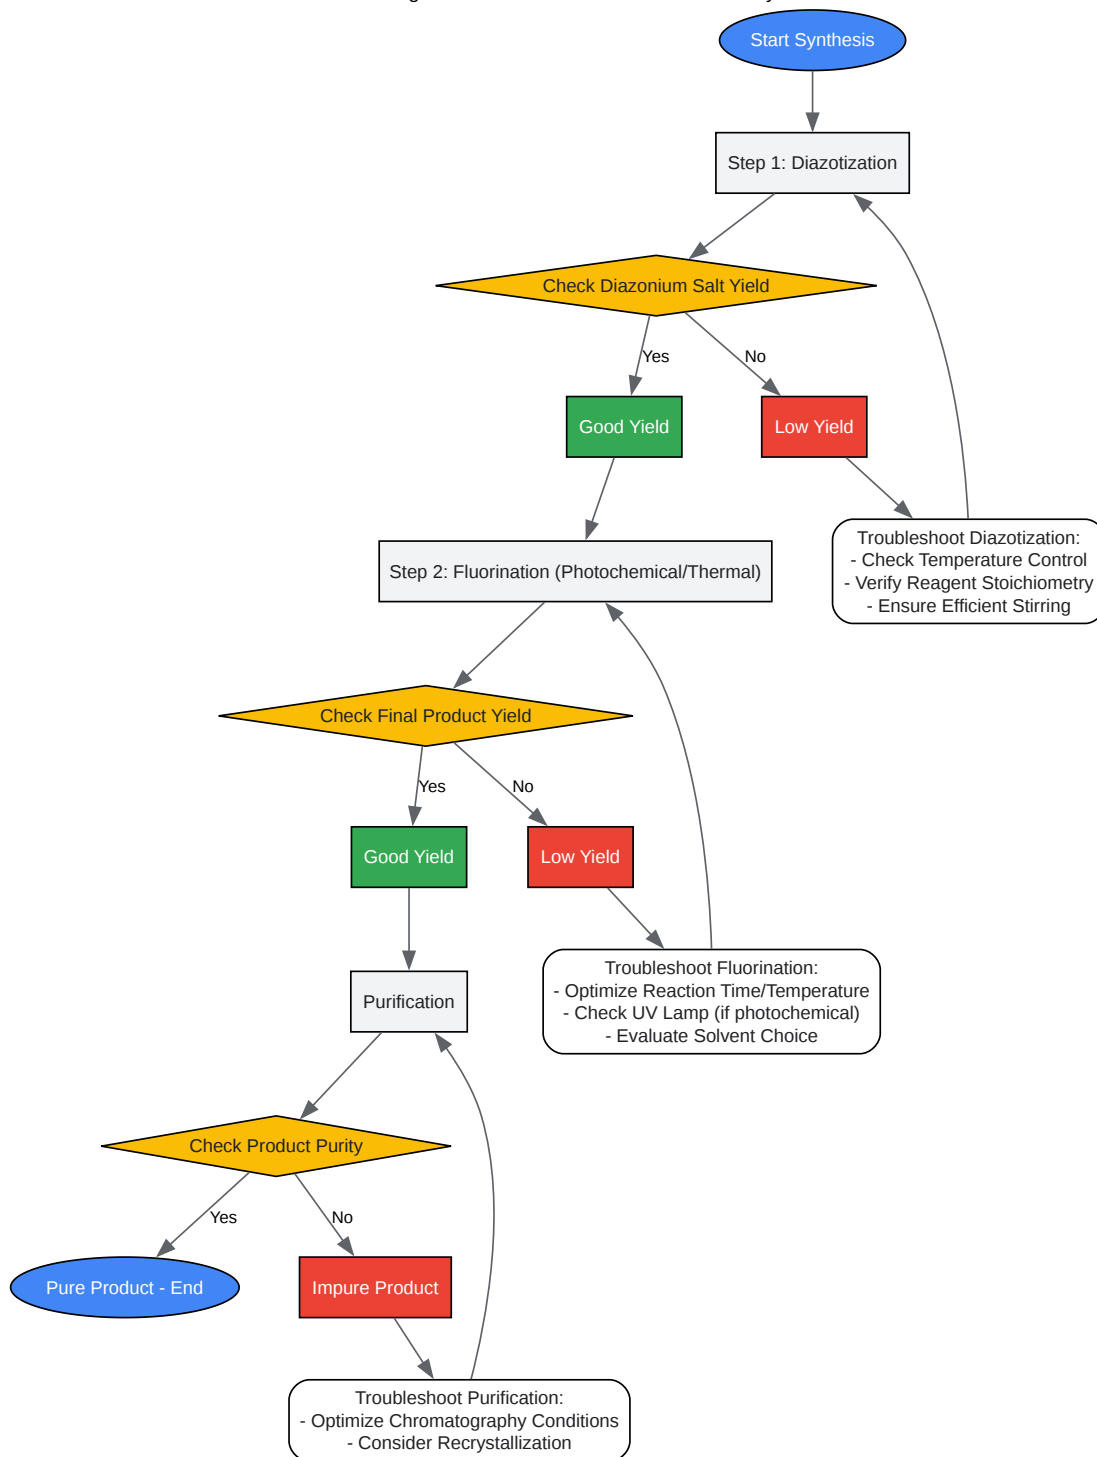 Start Synthesis
Step 1: Diazotization
Check Diazonium Salt Yield
Yes
No
Good Yield
Low Yield
Troubleshoot Diazotization:
- Check Temperature Control
- Verify Reagent Stoichiometry
- Ensure Efficient Stirring
Step 2: Fluorination (Photochemical/Thermal)
Check Final Product Yield
Yes
No
Good Yield
Low Yield
Troubleshoot Fluorination:
- Optimize Reaction Time/Temperature
- Check UV Lamp (if photochemical)
- Evaluate Solvent Choice
Purification
Check Product Purity
Yes
No
Pure Product - End
Impure Product
Troubleshoot Purification:
- Optimize Chromatography Conditions
- Consider Recrystallization